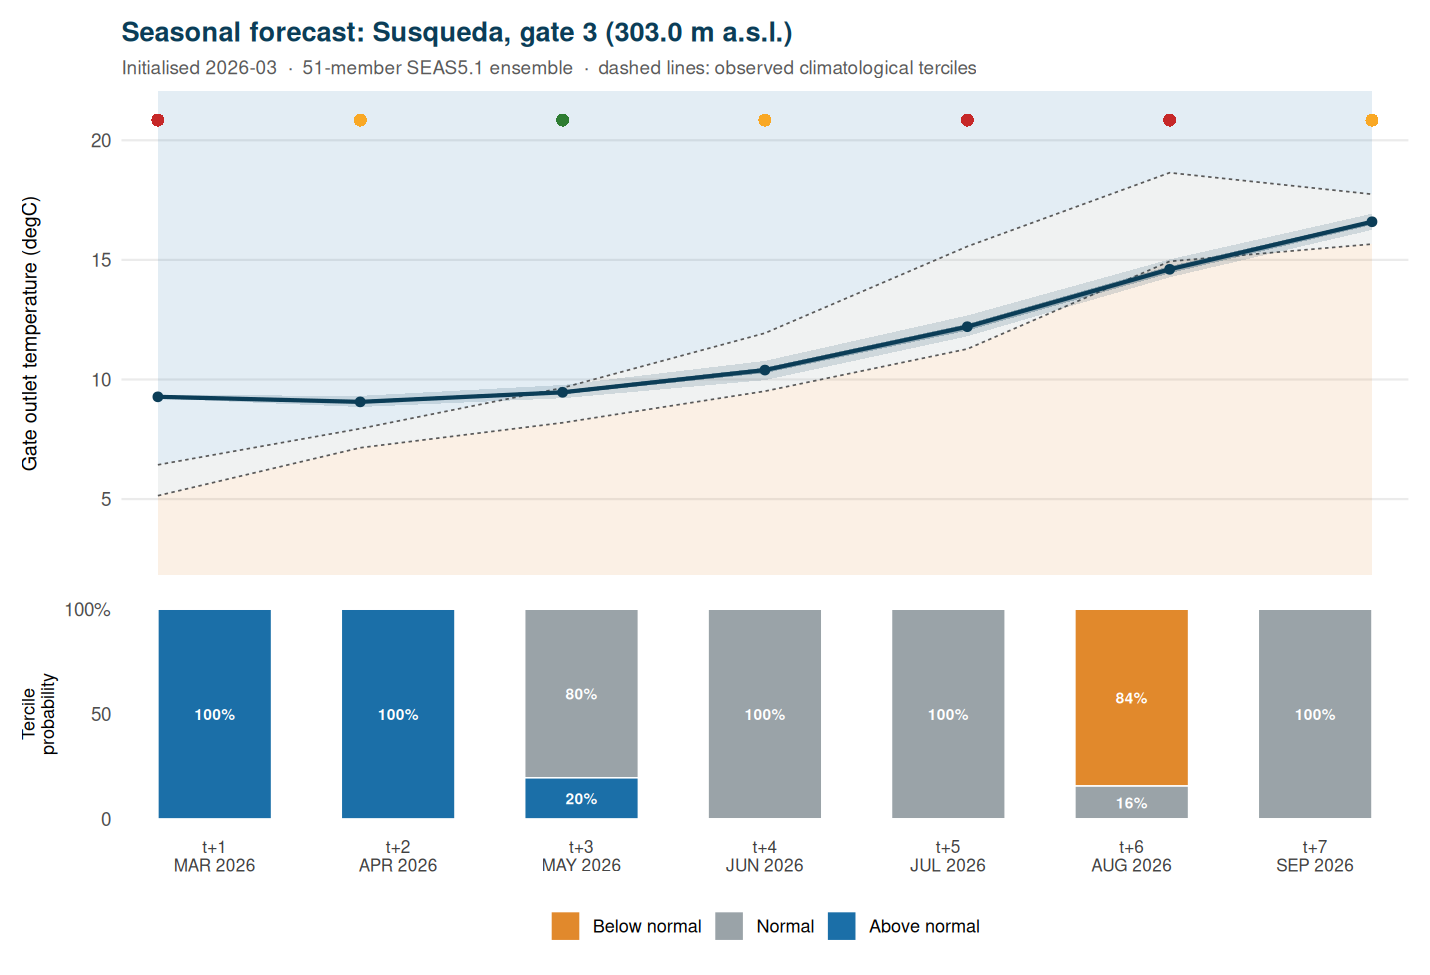 Seasonal forecast: Susqueda, gate 3 (303.0 m a.s.l.)
Initialised 2026-03 · 51-member SEAS5.1 ensemble · dashed lines: observed climatological terciles
Gate outlet temperature (degC)
20
15
10
5
Tercile
probability
100%
50
0
100%
100%
80%
20%
100%
100%
84%
16%
100%
t+1
MAR 2026
t+2
APR 2026
t+3
MAY 2026
t+4
JUN 2026
t+5
JUL 2026
t+6
AUG 2026
t+7
SEP 2026
Below normal
Normal
Above normal